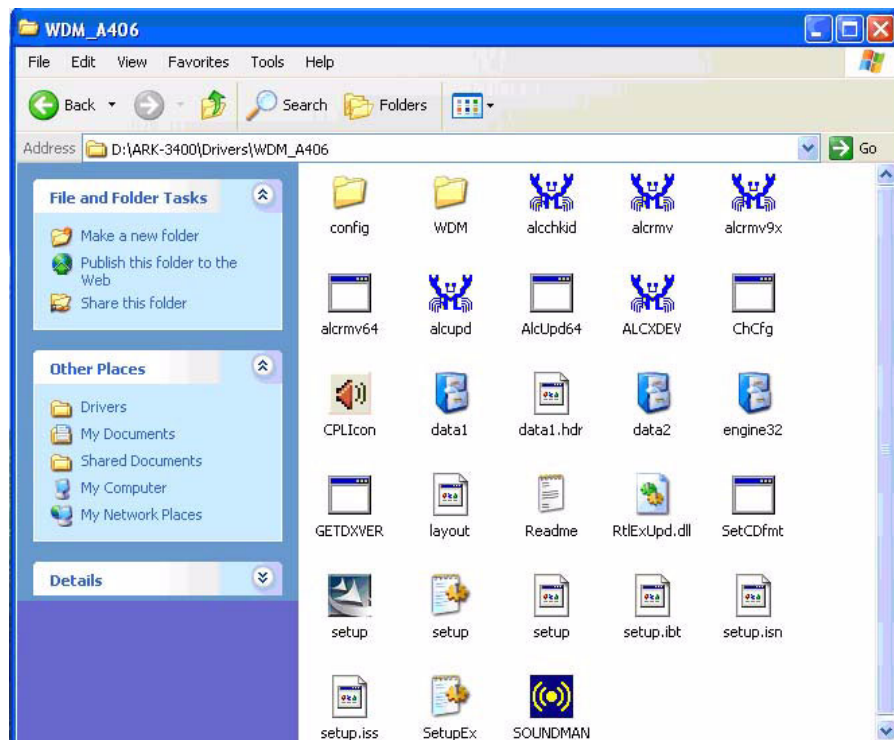 WDM_A406
File Edit View Favorites Tools Help
Back Search Folders
Address D:\ARK-3400\Drivers\WDM_A406 Go
File and Folder Tasks
Make a new folder
Publish this folder to the
Web
Share this folder
Other Places
Drivers
My Documents
Shared Documents
My Computer
My Network Places
Details
config WDM alcchkid alcrmv alcrmv9x
alcrmv64 alcupd AlcUpd64 ALCXDEV ChCfg
CPLIcon data1 data1.hdr data2 engine32
GETDXVER layout Readme RtlExUpd.dll SetCDfmt
setup setup setup setup.ibt setup.isn
setup.iss SetupEx SOUNDMAN